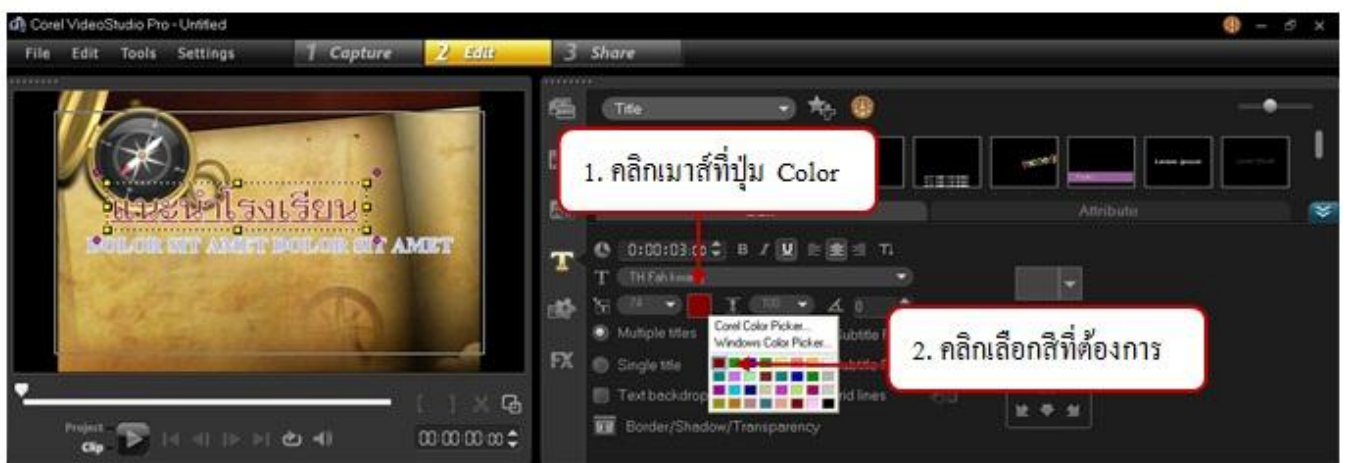 Corel VideoStudio Pro - Untitled
File Edit Tools Settings 1 Capture 2 Edit 3 Share
Title
1. คลิกเมาส์ที่ปุ่ม Color
Attribute
แนะนำโรงเรียน
DOLOR SIT AMET DOLOR SIT AMET
0:00:03:00 B I U
74 100 0
Multiple titles
Corel Color Picker...
Windows Color Picker...
2. คลิกเลือกสีที่ต้องการ
Single title
FX
Text backdrop
Border/Shadow/Transparency
Project
Clip
00:00:00:00